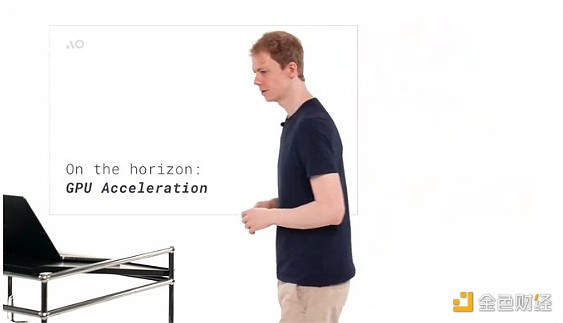 AO
On the horizon:
GPU Acceleration
金色财经